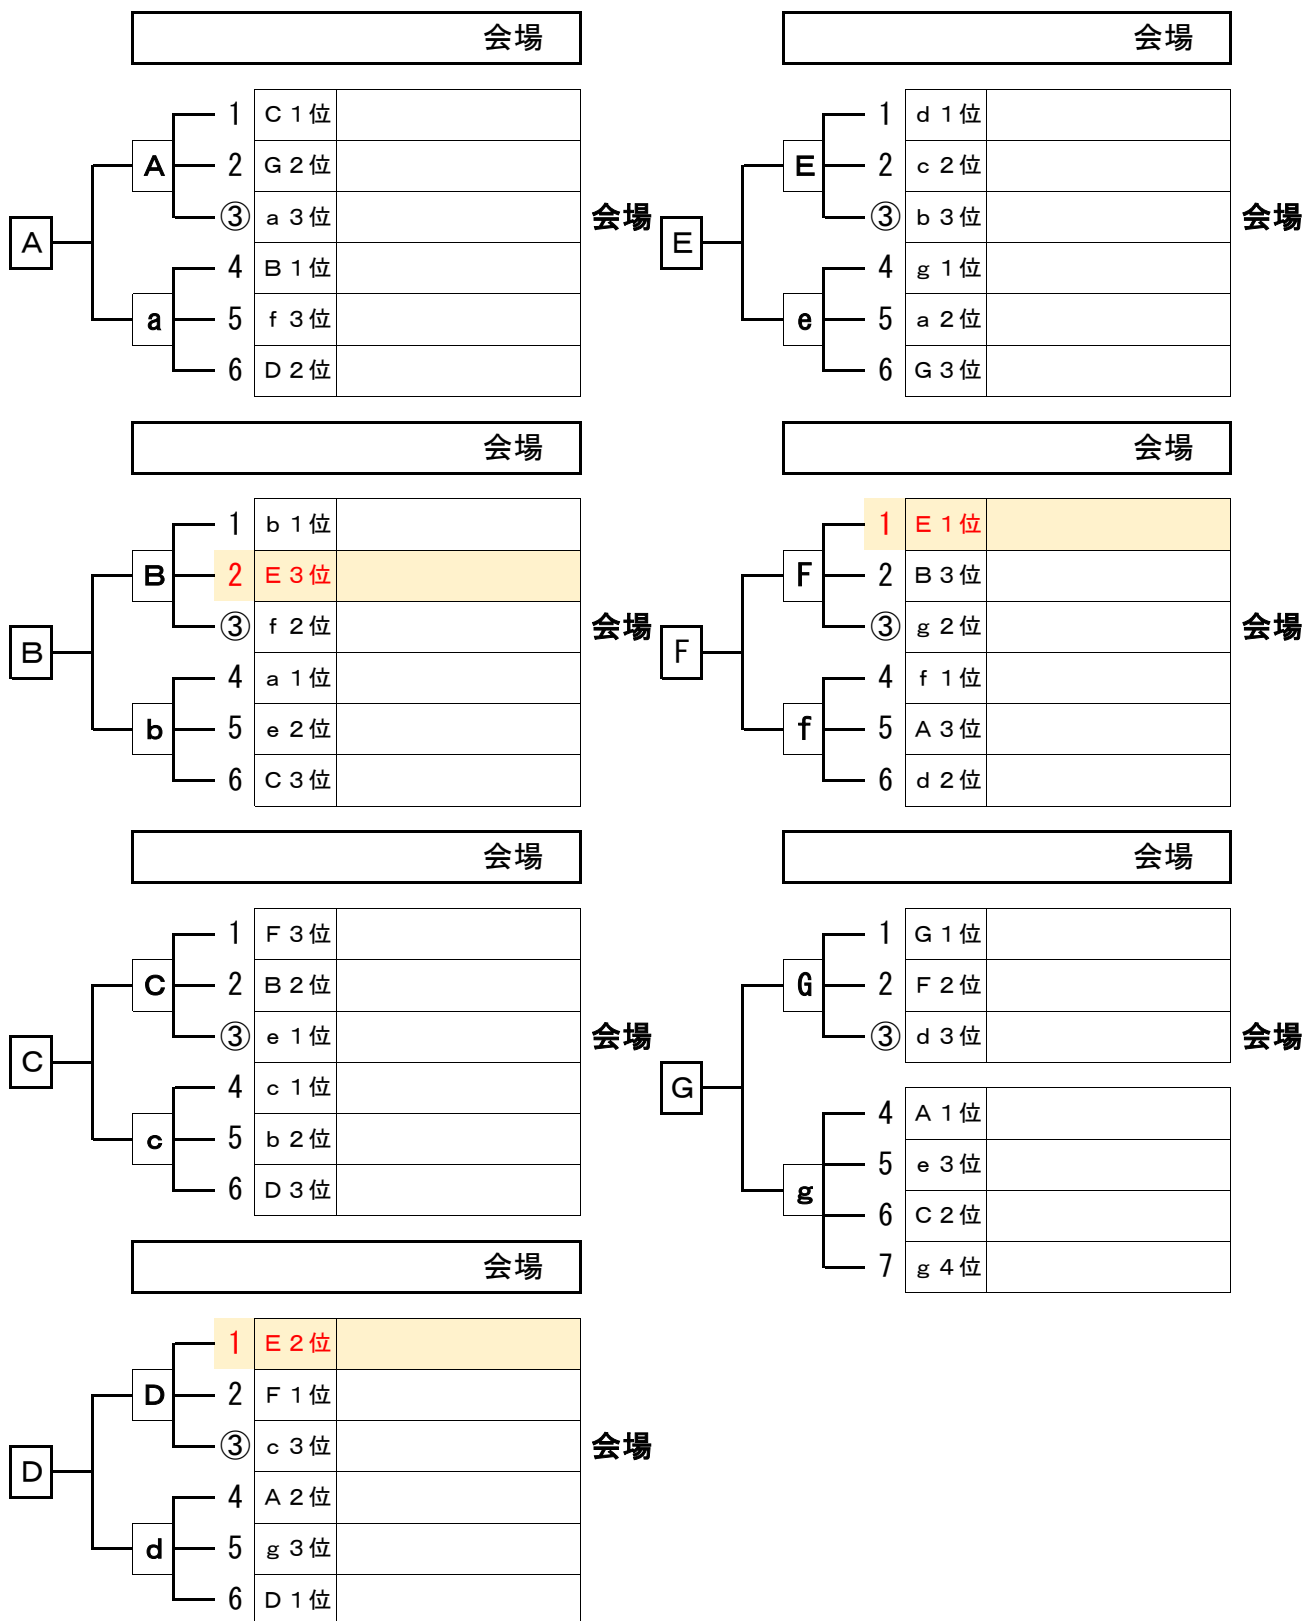 会場
A
A
a
1 C1位
2 G2位
③ a3位
4 B1位
5 f3位
6 D2位
会場
会場
B
B
b
1 b1位
2 E3位
③ f2位
4 a1位
5 e2位
6 C3位
会場
会場
C
C
c
1 F3位
2 B2位
③ e1位
4 c1位
5 b2位
6 D3位
会場
会場
D
D
d
1 E2位
2 F1位
③ c3位
4 A2位
5 g3位
6 D1位
会場
会場
E
E
e
1 d1位
2 c2位
③ b3位
4 g1位
5 a2位
6 G3位
会場
会場
F
F
f
1 E1位
2 B3位
③ g2位
4 f1位
5 A3位
6 d2位
会場
会場
G
G
g
1 G1位
2 F2位
③ d3位
4 A1位
5 e3位
6 C2位
7 g4位
会場